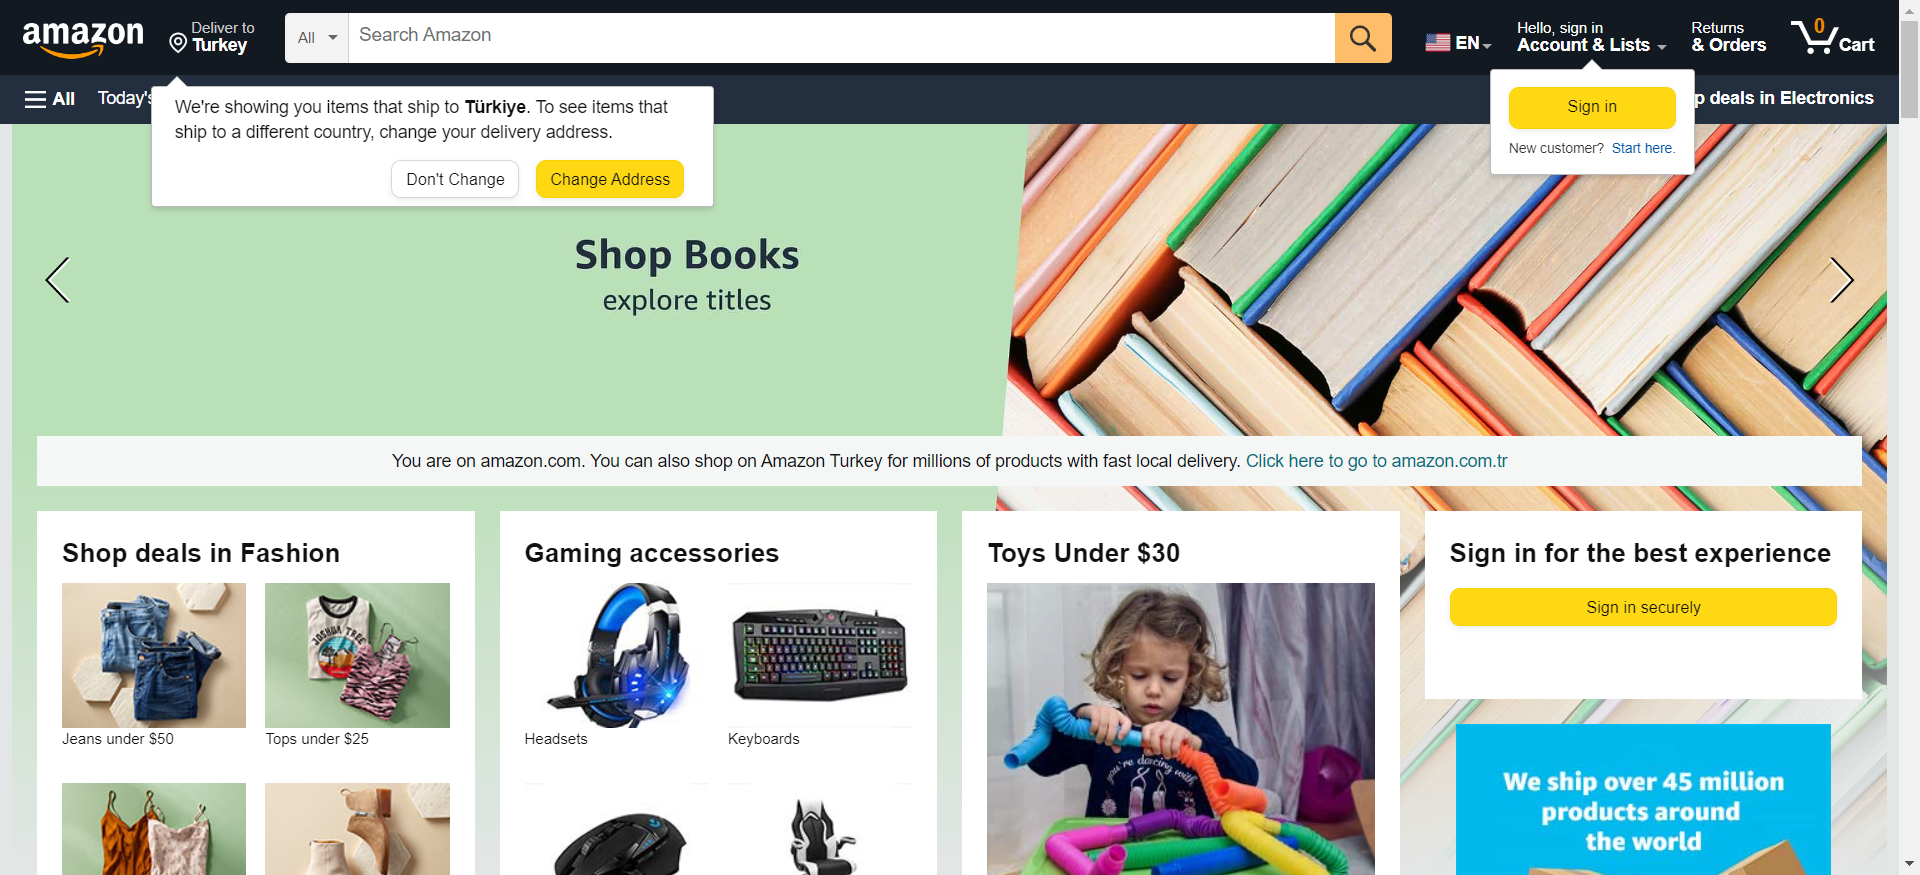 amazon
Deliver to
Turkey
All
Search Amazon
EN
Hello, sign in
Account & Lists
Returns
& Orders
0
Cart
All
Today's
p deals in Electronics
We're showing you items that ship to Türkiye. To see items that
ship to a different country, change your delivery address.
Don't Change
Change Address
Sign in
New customer? Start here.
Shop Books
explore titles
You are on amazon.com. You can also shop on Amazon Turkey for millions of products with fast local delivery. Click here to go to amazon.com.tr
Shop deals in Fashion
JOSHUA TREE
Jeans under $50
Tops under $25
Gaming accessories
Headsets
Keyboards
Toys Under $30
you're dancing with
Sign in for the best experience
Sign in securely
We ship over 45 million
products around
the world